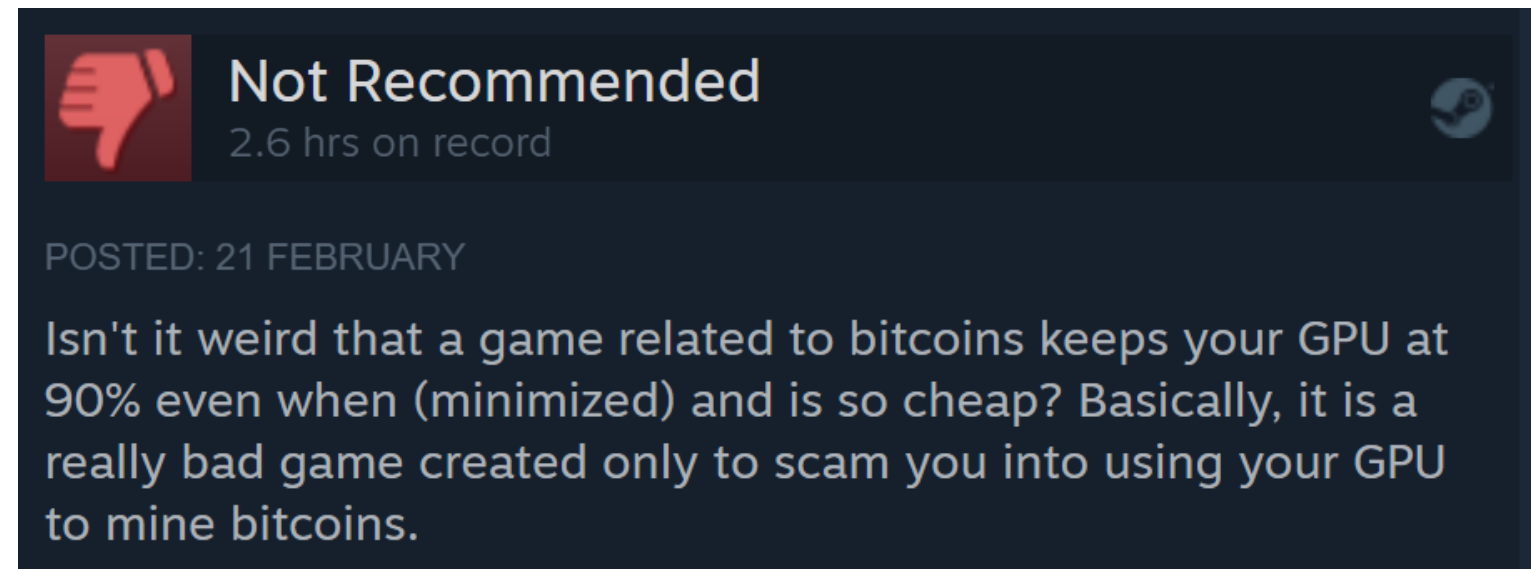 Not Recommended
2.6 hrs on record
POSTED: 21 FEBRUARY
Isn't it weird that a game related to bitcoins keeps your GPU at
90% even when (minimized) and is so cheap? Basically, it is a
really bad game created only to scam you into using your GPU
to mine bitcoins.